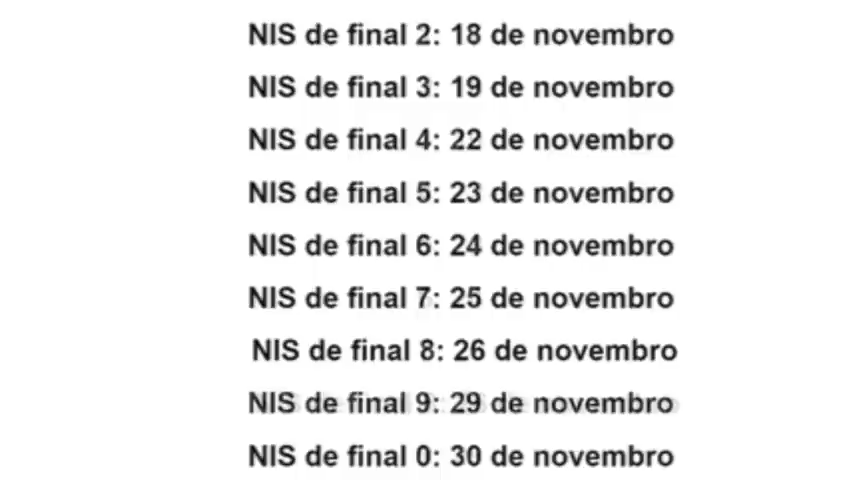 NIS de final 2: 18 de novembro
NIS de final 3: 19 de novembro
NIS de final 4: 22 de novembro
NIS de final 5: 23 de novembro
NIS de final 6: 24 de novembro
NIS de final 7: 25 de novembro
NIS de final 8: 26 de novembro
NIS de final 9: 29 de novembro
NIS de final 0: 30 de novembro